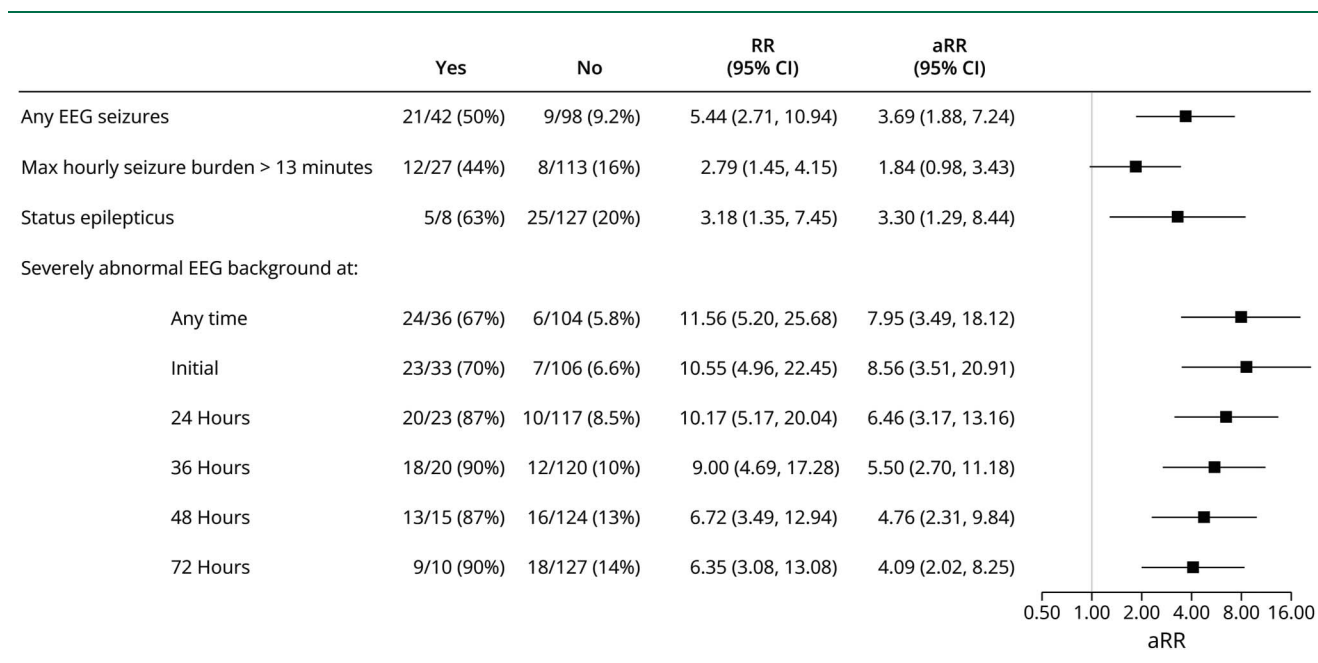 Yes No RR (95% CI) aRR (95% CI)
Any EEG seizures 21/42 (50%) 9/98 (9.2%) 5.44 (2.71, 10.94) 3.69 (1.88, 7.24)
Max hourly seizure burden > 13 minutes 12/27 (44%) 8/113 (16%) 2.79 (1.45, 4.15) 1.84 (0.98, 3.43)
Status epilepticus 5/8 (63%) 25/127 (20%) 3.18 (1.35, 7.45) 3.30 (1.29, 8.44)
Severely abnormal EEG background at:
Any time 24/36 (67%) 6/104 (5.8%) 11.56 (5.20, 25.68) 7.95 (3.49, 18.12)
Initial 23/33 (70%) 7/106 (6.6%) 10.55 (4.96, 22.45) 8.56 (3.51, 20.91)
24 Hours 20/23 (87%) 10/117 (8.5%) 10.17 (5.17, 20.04) 6.46 (3.17, 13.16)
36 Hours 18/20 (90%) 12/120 (10%) 9.00 (4.69, 17.28) 5.50 (2.70, 11.18)
48 Hours 13/15 (87%) 16/124 (13%) 6.72 (3.49, 12.94) 4.76 (2.31, 9.84)
72 Hours 9/10 (90%) 18/127 (14%) 6.35 (3.08, 13.08) 4.09 (2.02, 8.25)
0.50 1.00 2.00 4.00 8.00 16.00
aRR